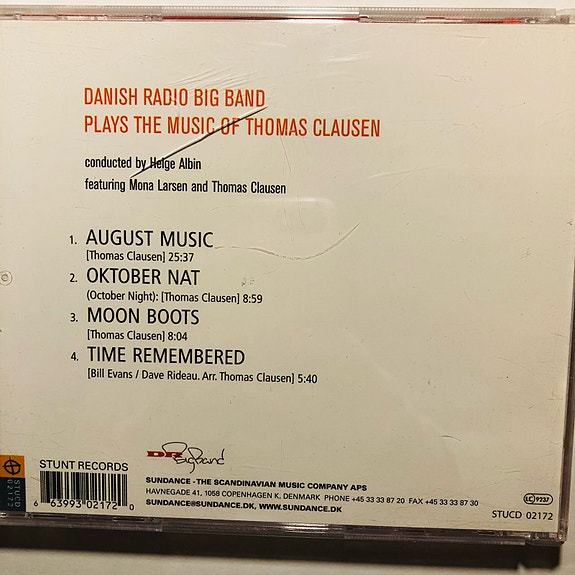 DANISH RADIO BIG BAND
PLAYS THE MUSIC OF THOMAS CLAUSEN
conducted by Helge Albin
featuring Mona Larsen and Thomas Clausen
1. AUGUST MUSIC
[Thomas Clausen] 25:37
2. OKTOBER NAT
(October Night): [Thomas Clausen] 8:59
3. MOON BOOTS
[Thomas Clausen] 8:04
4. TIME REMEMBERED
[Bill Evans / Dave Rideau. Arr. Thomas Clausen] 5:40
DR BigBand
STUNT RECORDS
6 63993 02172 0
STUCD 02172
SUNDANCE - THE SCANDINAVIAN MUSIC COMPANY APS
HAVNEGADE 41, 1058 COPENHAGEN K. DENMARK PHONE +45 33 33 87 20 FAX +45 33 33 87 30
SUNDANCE@SUNDANCE.DK, WWW.SUNDANCE.DK
LC 9237
STUCD 02172